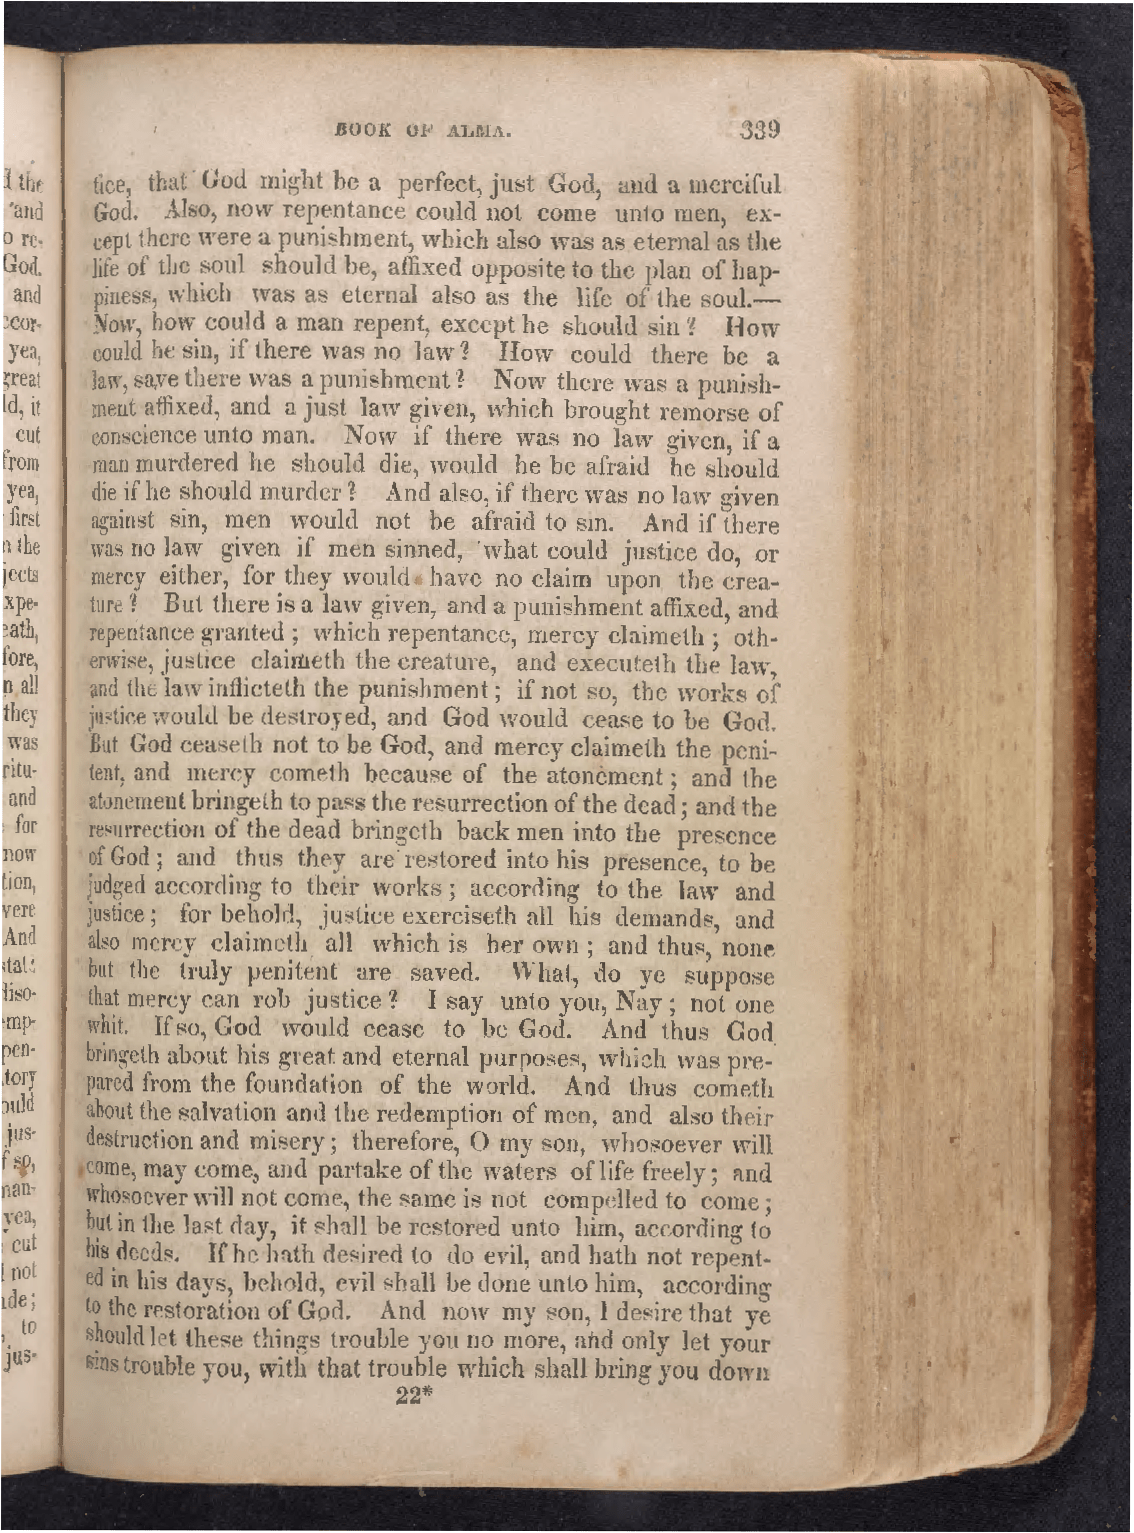 BOOK OF ALMA. 339
tice, that God might be a perfect, just God, and a merciful
God. Also, now repentance could not come unto men, ex-
cept there were a punishment, which also was as eternal as the
life of the soul should be, affixed opposite to the plan of hap-
piness, which was as eternal also as the life of the soul.—
Now, how could a man repent, except he should sin? How
could he sin, if there was no law? How could there be a
law, save there was a punishment? Now there was a punish-
ment affixed, and a just law given, which brought remorse of
conscience unto man. Now if there was no law given, if a
man murdered he should die, would he be afraid he should
die if he should murder? And also, if there was no law given
against sin, men would not be afraid to sin. And if there
was no law given if men sinned, what could justice do, or
mercy either, for they would have no claim upon the crea-
ture? But there is a law given, and a punishment affixed, and
repentance granted; which repentance, mercy claimeth; oth-
erwise, justice claimeth the creature, and executeth the law,
and the law inflicteth the punishment; if not so, the works of
justice would be destroyed, and God would cease to be God.
But God ceaseth not to be God, and mercy claimeth the peni-
tent, and mercy cometh because of the atonement; and the
atonement bringeth to pass the resurrection of the dead; and the
resurrection of the dead bringeth back men into the presence
of God; and thus they are restored into his presence, to be
judged according to their works; according to the law and
justice; for behold, justice exerciseth all his demands, and
also mercy claimeth all which is her own; and thus, none
but the truly penitent are saved. What, do ye suppose
that mercy can rob justice? I say unto you, Nay; not one
whit. If so, God would cease to be God. And thus God
bringeth about his great and eternal purposes, which was pre-
pared from the foundation of the world. And thus cometh
about the salvation and the redemption of men, and also their
destruction and misery; therefore, O my son, whosoever will
come, may come, and partake of the waters of life freely; and
whosoever will not come, the same is not compelled to come;
but in the last day, it shall be restored unto him, according to
his deeds. If he hath desired to do evil, and hath not repent-
ed in his days, behold, evil shall be done unto him, according
to the restoration of God. And now my son, I desire that ye
should let these things trouble you no more, and only let your
sins trouble you, with that trouble which shall bring you down
22*